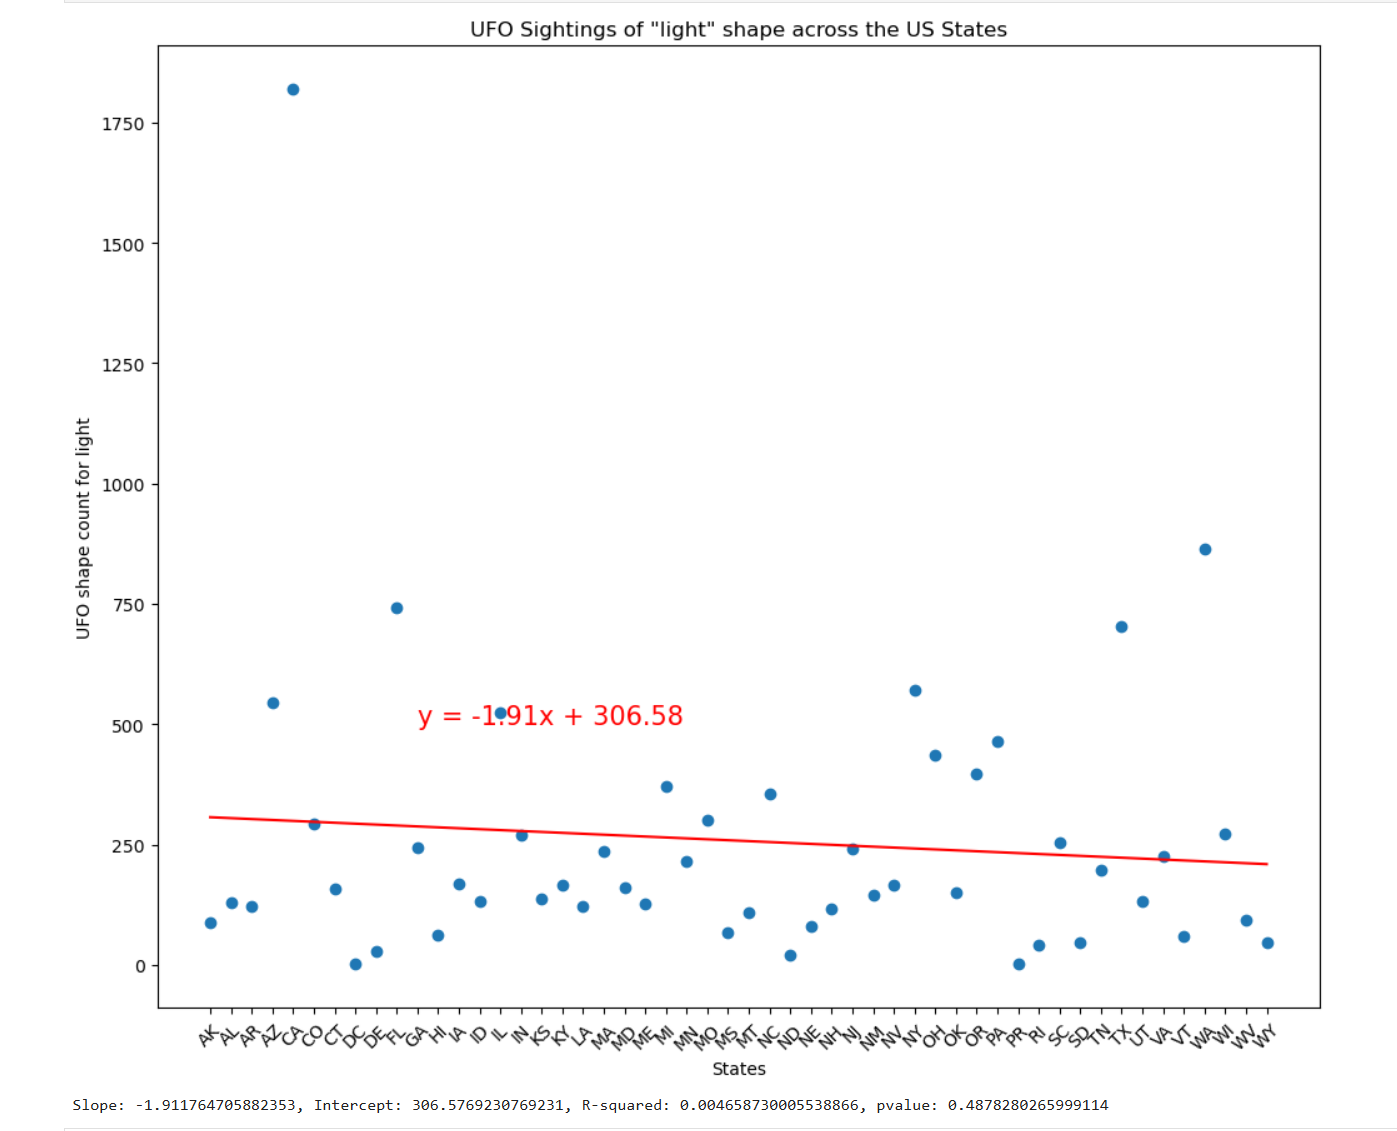 UFO Sightings of "light" shape across the US States
1750
1500
1250
1000
750
500
250
0
UFO shape count for light
y = -1.91x + 306.58
AK AL AR AZ CA CO CT DC DE FL GA HI IA ID IL IN KS KY LA MA MD ME MI MN MO MS MT NC ND NE NH NJ NM NV NY OH OK OR PA PR RI SC SD TN TX UT VA VT WA WI WV WY
States
Slope: -1.911764705882353, Intercept: 306.5769230769231, R-squared: 0.004658730005538866, pvalue: 0.4878280265999114